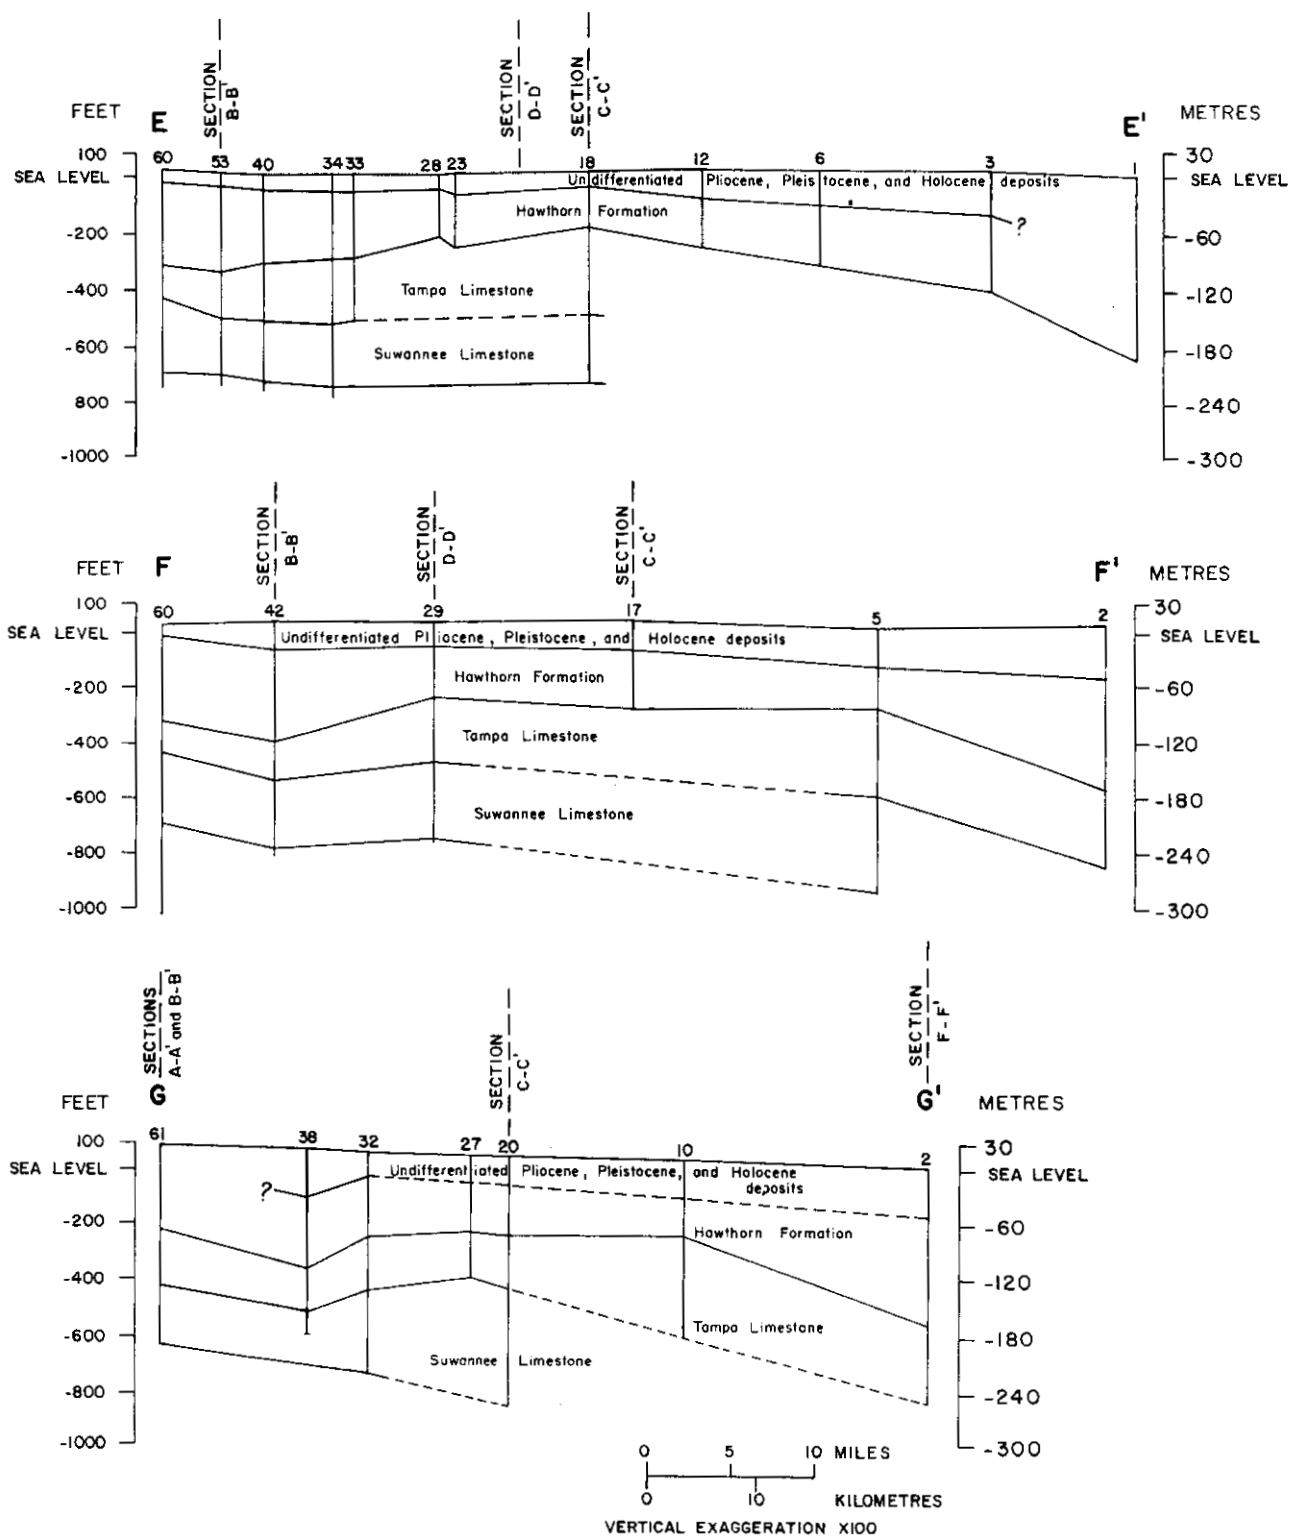 SECTION B-B'
SECTION D-D'
SECTION C-C'
FEET E E' METRES
100 60 53 40 34 33 28 23 18 12 6 3 1 30
SEA LEVEL Undifferentiated Pliocene, Pleistocene, and Holocene deposits SEA LEVEL
Hawthorn Formation
?
-200 -60
-400 Tampa Limestone -120
-600 Suwannee Limestone -180
800 -240
-1000 -300
SECTION B-B'
SECTION D-D'
SECTION C-C'
FEET F F' METRES
100 60 42 29 17 5 2 30
SEA LEVEL Undifferentiated Pliocene, Pleistocene, and Holocene deposits SEA LEVEL
Hawthorn Formation
-200 -60
-400 Tampa Limestone -120
-600 -180
Suwannee Limestone
-800 -240
-1000 -300
SECTIONS A-A' and B-B'
SECTION C-C'
SECTION F-F'
FEET G G' METRES
100 61 38 32 27 20 10 2 30
SEA LEVEL Undifferentiated Pliocene, Pleistocene, and Holocene SEA LEVEL
deposits
?
-200 Hawthorn Formation -60
-400 -120
-600 Tampa Limestone -180
Suwannee Limestone
-800 -240
-1000 -300
0 5 10 MILES
0 10 KILOMETRES
VERTICAL EXAGGERATION X100